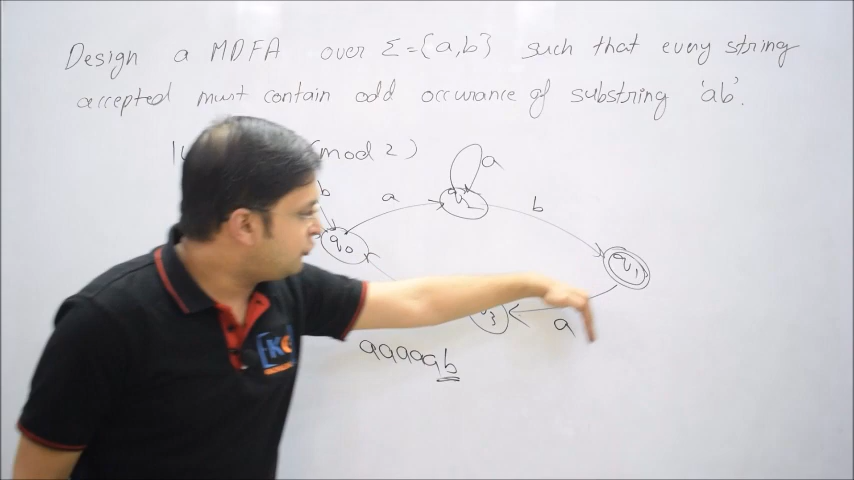 Design a MDFA over Σ={a,b} such that every string
accepted must contain odd occurance of substring 'ab'.
(mod 2)
a
b
a
b
q0
q1
a
aaaaab